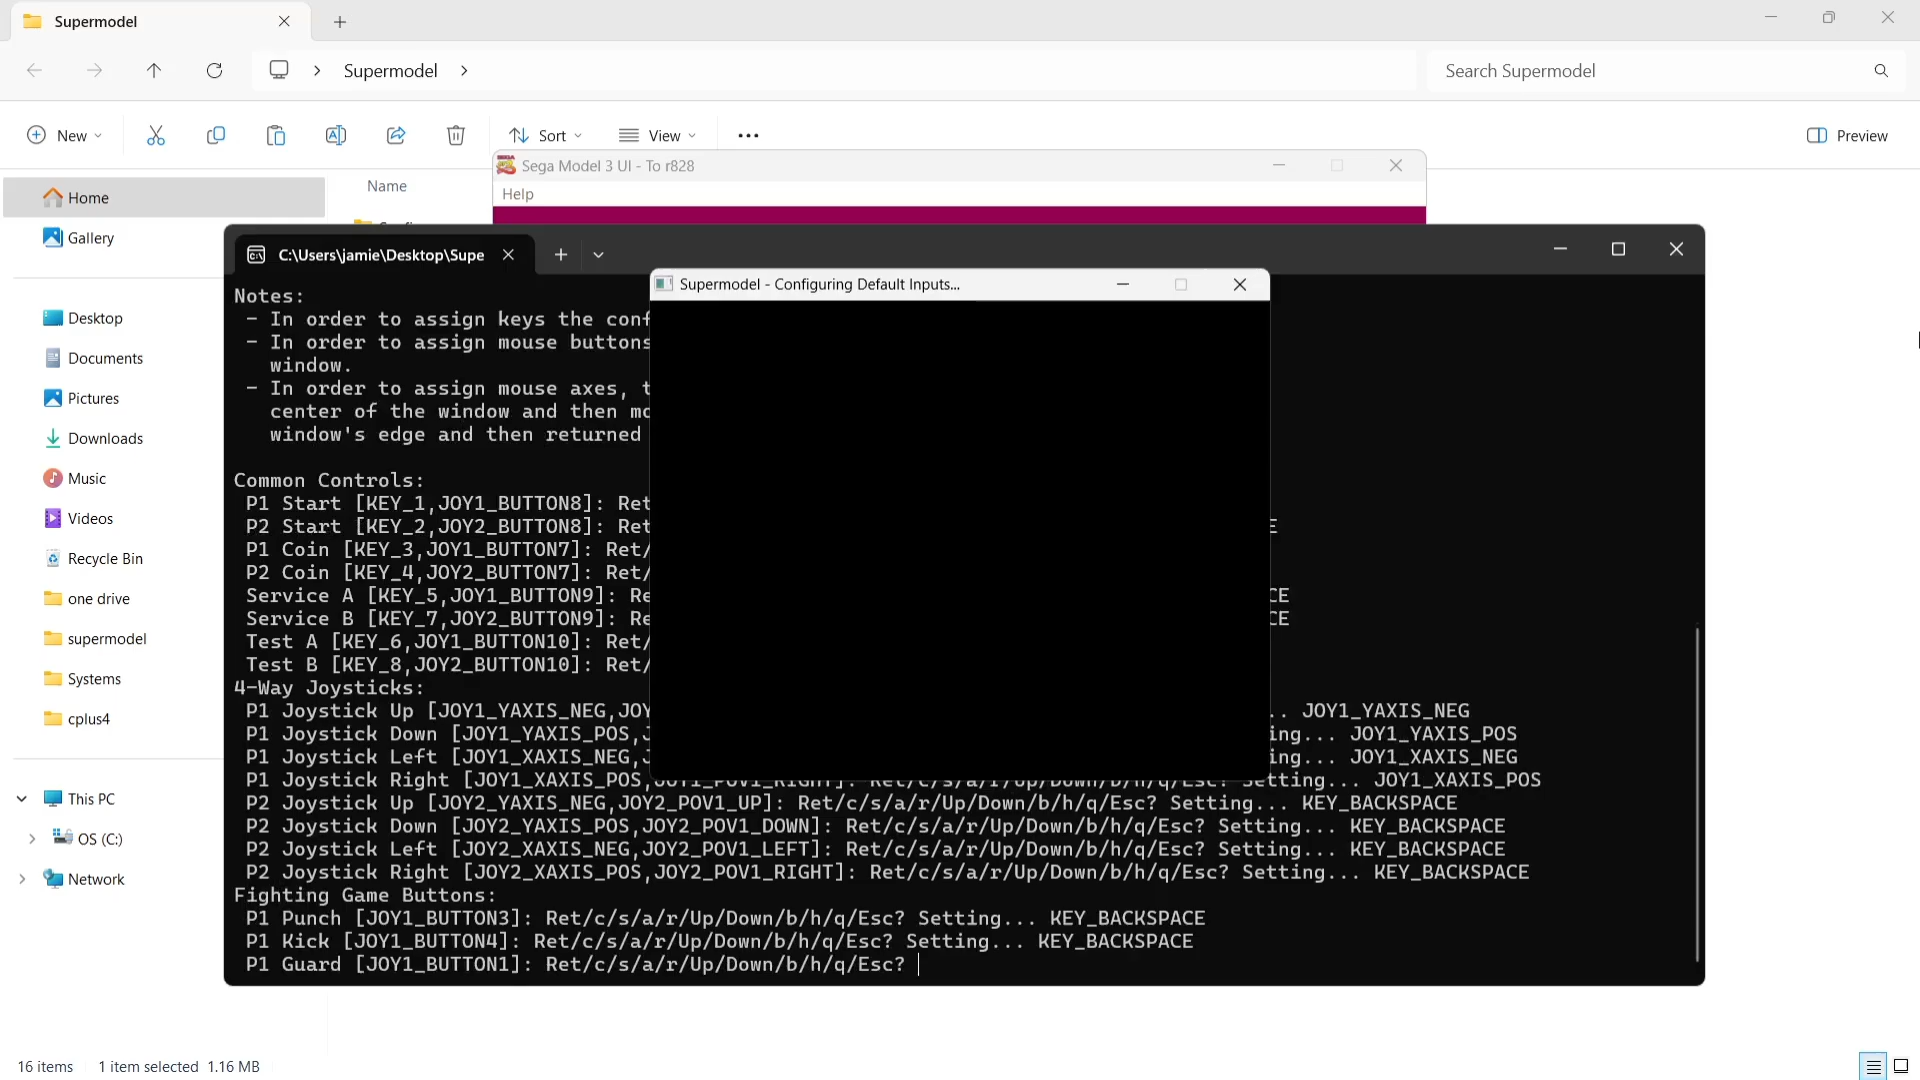 Supermodel
Supermodel
Search Supermodel
New
Sort
View
Preview
Sega Model 3 UI - To r828
Help
Name
Home
Gallery
Desktop
Documents
Pictures
Downloads
Music
Videos
Recycle Bin
one drive
supermodel
Systems
cplus4
This PC
OS (C:)
Network
C:\Users\jamie\Desktop\Supe
Supermodel - Configuring Default Inputs...
Notes:
- In order to assign keys the conf
- In order to assign mouse buttons
window.
- In order to assign mouse axes, t
center of the window and then mo
window's edge and then returned
Common Controls:
P1 Start [KEY_1,JOY1_BUTTON8]: Ret
P2 Start [KEY_2,JOY2_BUTTON8]: Ret E
P1 Coin [KEY_3,JOY1_BUTTON7]: Ret/
P2 Coin [KEY_4,JOY2_BUTTON7]: Ret/
Service A [KEY_5,JOY1_BUTTON9]: Re CE
Service B [KEY_7,JOY2_BUTTON9]: Re CE
Test A [KEY_6,JOY1_BUTTON10]: Ret/
Test B [KEY_8,JOY2_BUTTON10]: Ret/
4-Way Joysticks:
P1 Joystick Up [JOY1_YAXIS_NEG,JOY .. JOY1_YAXIS_NEG
P1 Joystick Down [JOY1_YAXIS_POS,J ing... JOY1_YAXIS_POS
P1 Joystick Left [JOY1_XAXIS_NEG,J ing... JOY1_XAXIS_NEG
P1 Joystick Right [JOY1_XAXIS_POS,JOY1_POV1_RIGHT]: Ret/c/s/a/r/Up/Down/b/h/q/Esc? Setting... JOY1_XAXIS_POS
P2 Joystick Up [JOY2_YAXIS_NEG,JOY2_POV1_UP]: Ret/c/s/a/r/Up/Down/b/h/q/Esc? Setting... KEY_BACKSPACE
P2 Joystick Down [JOY2_YAXIS_POS,JOY2_POV1_DOWN]: Ret/c/s/a/r/Up/Down/b/h/q/Esc? Setting... KEY_BACKSPACE
P2 Joystick Left [JOY2_XAXIS_NEG,JOY2_POV1_LEFT]: Ret/c/s/a/r/Up/Down/b/h/q/Esc? Setting... KEY_BACKSPACE
P2 Joystick Right [JOY2_XAXIS_POS,JOY2_POV1_RIGHT]: Ret/c/s/a/r/Up/Down/b/h/q/Esc? Setting... KEY_BACKSPACE
Fighting Game Buttons:
P1 Punch [JOY1_BUTTON3]: Ret/c/s/a/r/Up/Down/b/h/q/Esc? Setting... KEY_BACKSPACE
P1 Kick [JOY1_BUTTON4]: Ret/c/s/a/r/Up/Down/b/h/q/Esc? Setting... KEY_BACKSPACE
P1 Guard [JOY1_BUTTON1]: Ret/c/s/a/r/Up/Down/b/h/q/Esc?
16 items 1 item selected 1.16 MB